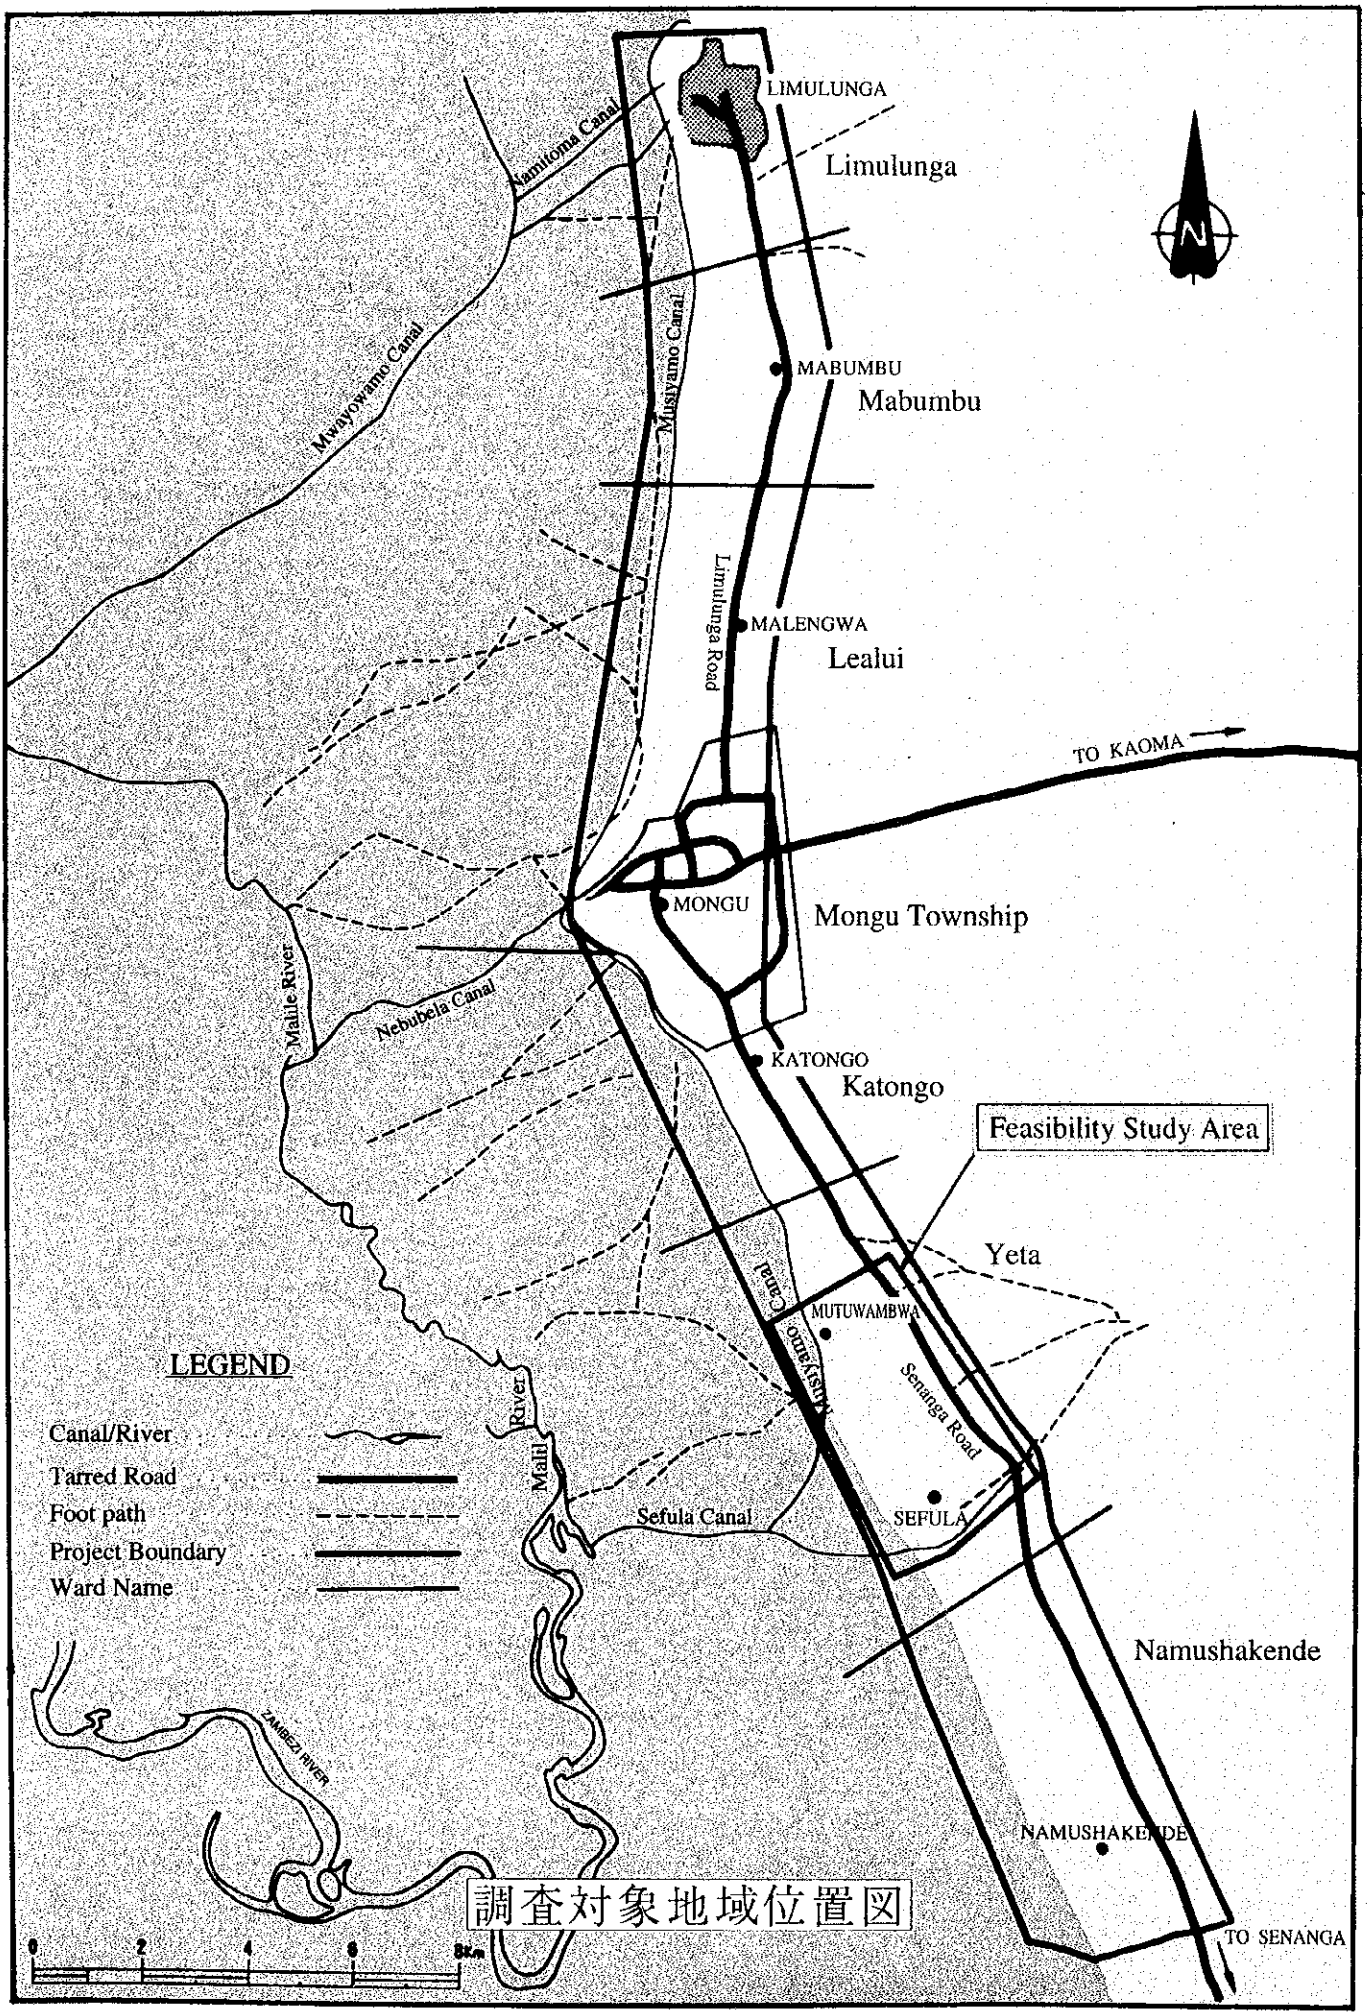 LIMULUNGA
Namitoma Canal
Limulunga
N
Musiyamo Canal
Mwayowamo Canal
MABUMBU
Mabumbu
Limulunga Road
MALENGWA
Lealui
TO KAOMA
MONGU
Mongu Township
Malile River
Nebubela Canal
KATONGO
Katongo
Feasibility Study Area
Yeta
Musiyamo Canal
MUTUWAMBWA
Senanga Road
LEGEND
Canal/River
Tarred Road
Foot path
Project Boundary
Ward Name
River
Malil
Sefula Canal
SEFULA
Namushakende
ZAMBEZI RIVER
NAMUSHAKENDE
調査対象地域位置図
TO SENANGA
0 2 4 6 8Km